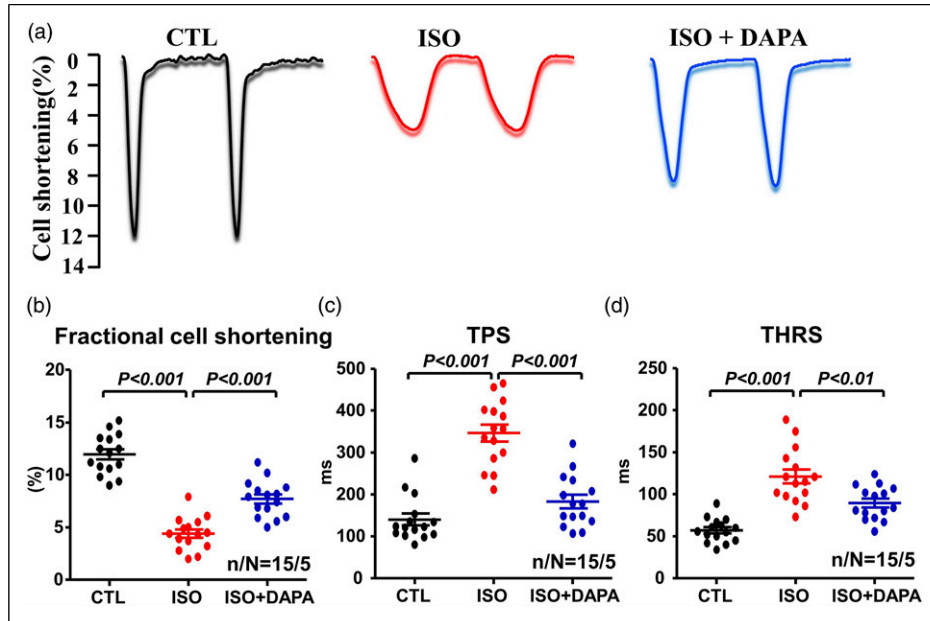 (a)
CTL
ISO
ISO + DAPA
Cell shortening(%)
0
2
4
6
8
10
12
14
(b)
Fractional cell shortening
(%)
20
15
10
5
0
P<0.001
P<0.001
n/N=15/5
CTL
ISO
ISO+DAPA
(c)
TPS
ms
500
400
300
200
100
0
P<0.001
P<0.001
n/N=15/5
CTL
ISO
ISO+DAPA
(d)
THRS
ms
250
200
150
100
50
0
P<0.001
P<0.01
n/N=15/5
CTL
ISO
ISO+DAPA